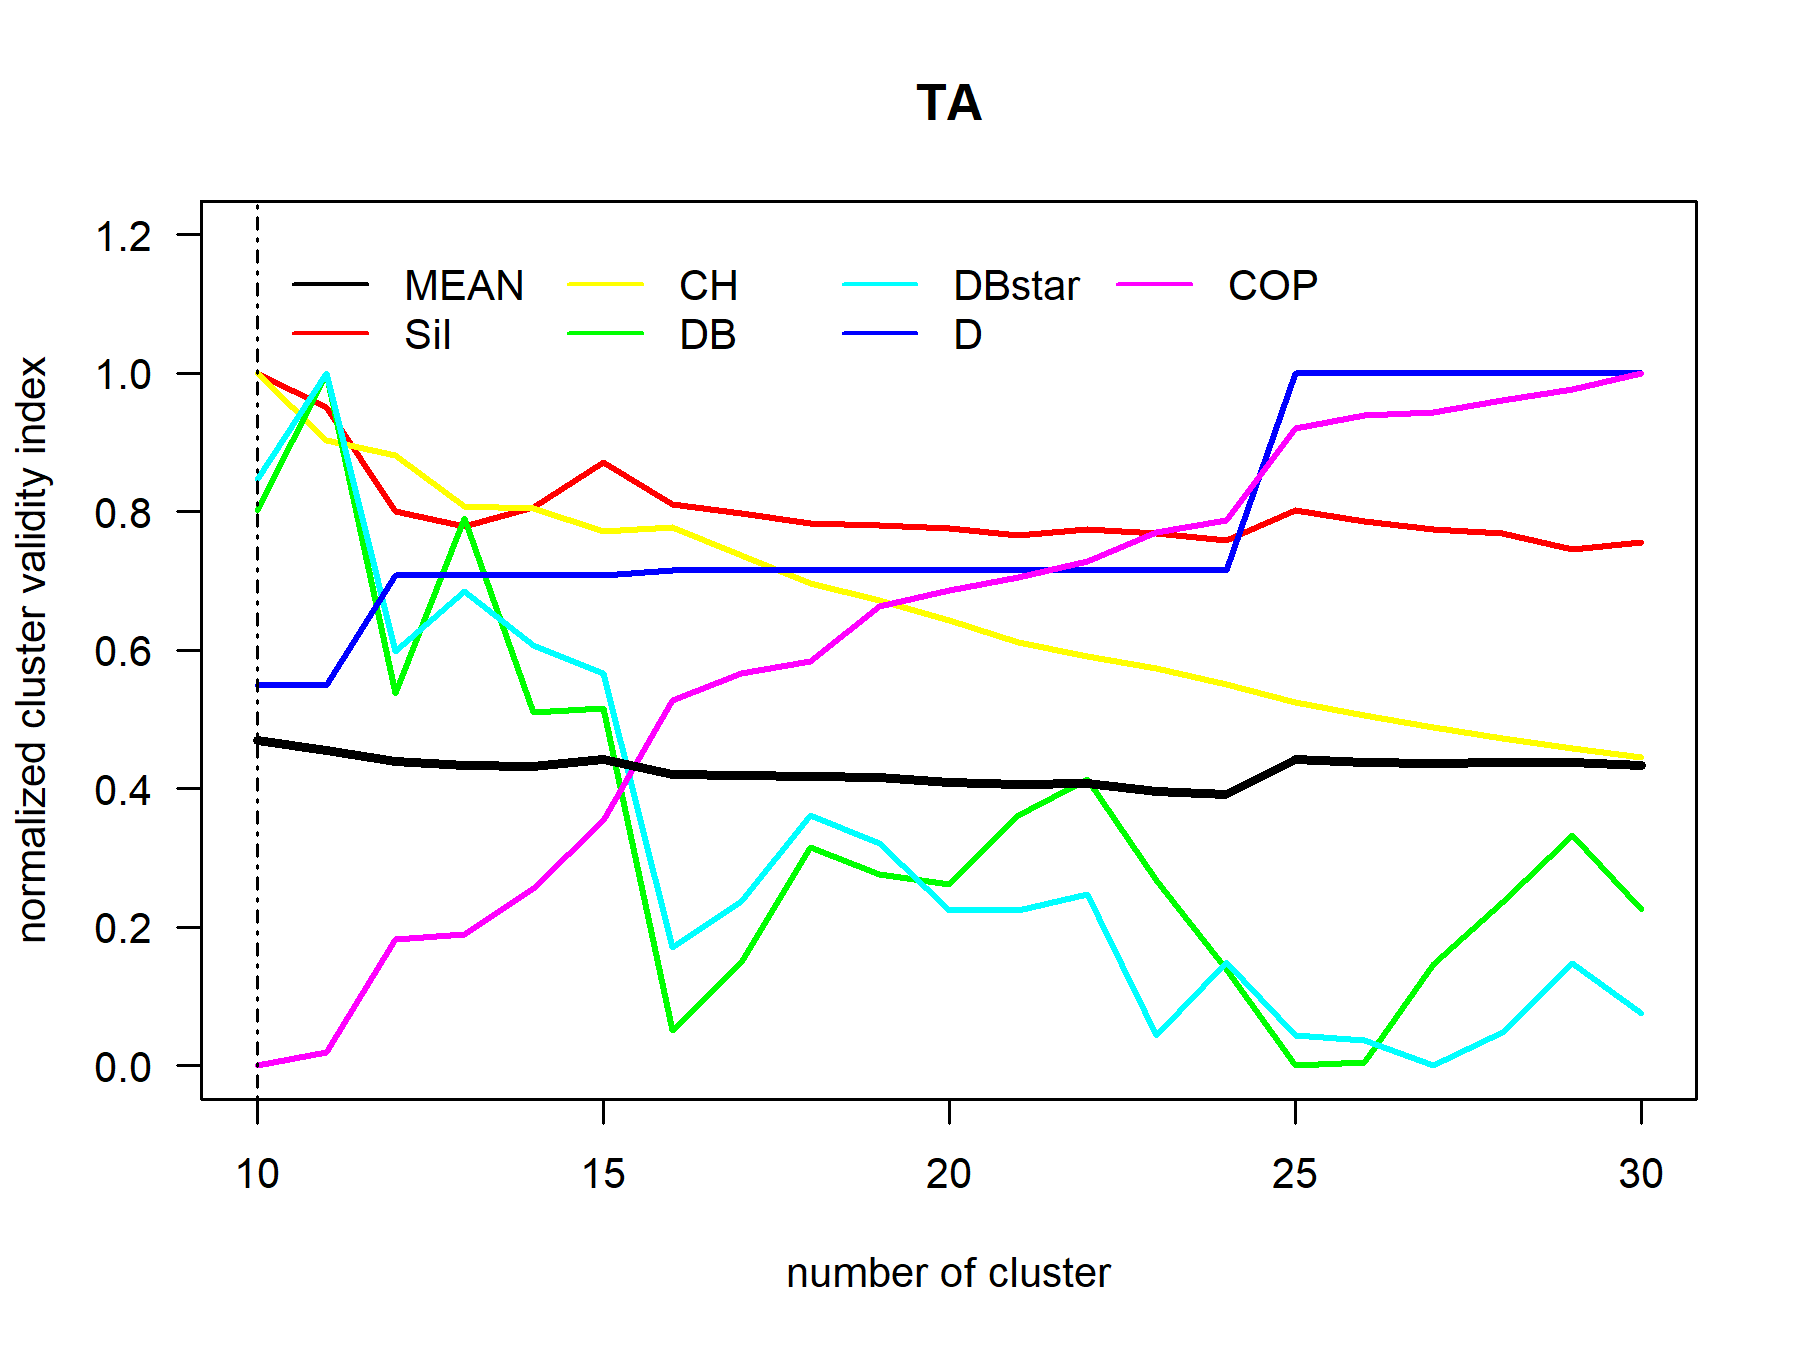 TA
normalized cluster validity index
1.2
1.0
0.8
0.6
0.4
0.2
0.0
MEAN CH DBstar COP
Sil DB D
10 15 20 25 30
number of cluster